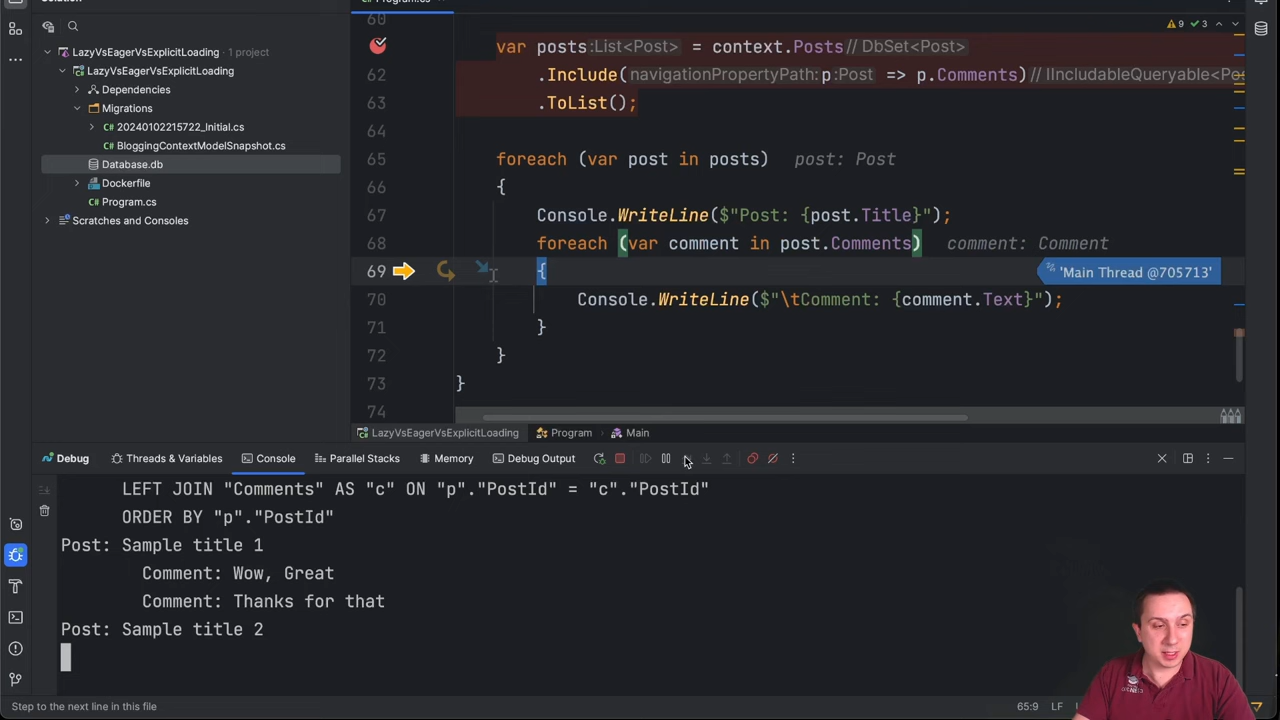 LazyVsEagerVsExplicitLoading · 1 project
LazyVsEagerVsExplicitLoading
Dependencies
Migrations
20240102215722_Initial.cs
BloggingContextModelSnapshot.cs
Database.db
Dockerfile
Program.cs
Scratches and Consoles
9 3
60
var posts:List<Post> = context.Posts// DbSet<Post>
62 .Include(navigationPropertyPath:p:Post => p.Comments)// IIncludableQueryable<Po
63 .ToList();
64
65 foreach (var post in posts) post: Post
66 {
67 Console.WriteLine($"Post: {post.Title}");
68 foreach (var comment in post.Comments) comment: Comment
69 { 'Main Thread @705713'
70 Console.WriteLine($"\tComment: {comment.Text}");
71 }
72 }
73 }
74
LazyVsEagerVsExplicitLoading Program Main
Debug Threads & Variables Console Parallel Stacks Memory Debug Output
LEFT JOIN "Comments" AS "c" ON "p"."PostId" = "c"."PostId"
ORDER BY "p"."PostId"
Post: Sample title 1
Comment: Wow, Great
Comment: Thanks for that
Post: Sample title 2
Step to the next line in this file 65:9 LF